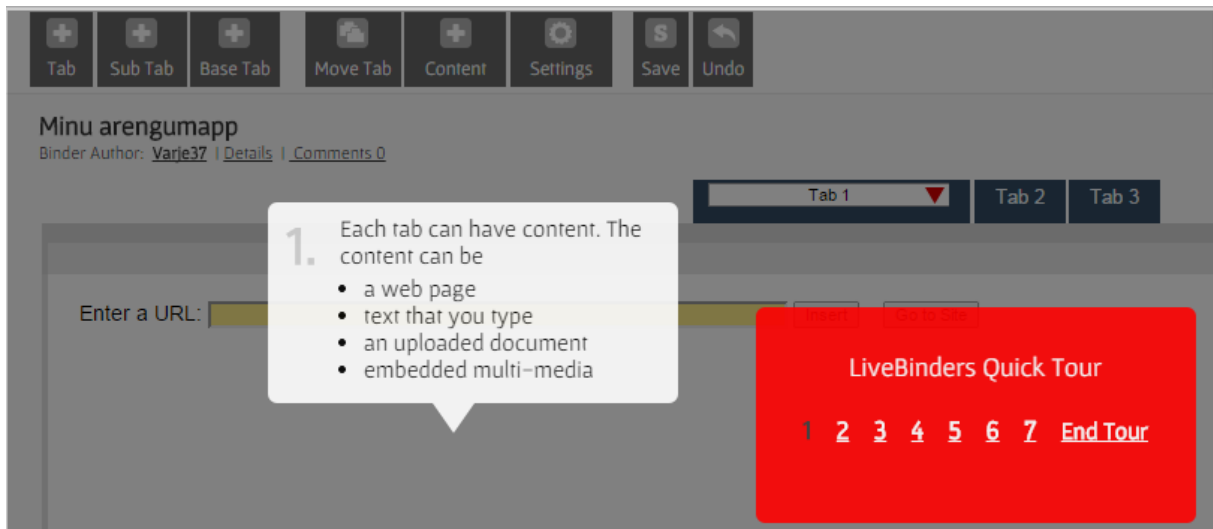 Tab Sub Tab Base Tab Move Tab Content Settings Save Undo
Minu arengumapp
Binder Author: Varje37 | Details | Comments 0
Tab 1 Tab 2 Tab 3
1. Each tab can have content. The
content can be
• a web page
• text that you type
• an uploaded document
• embedded multi-media
Enter a URL: Insert Go to Site
LiveBinders Quick Tour
1 2 3 4 5 6 7 End Tour